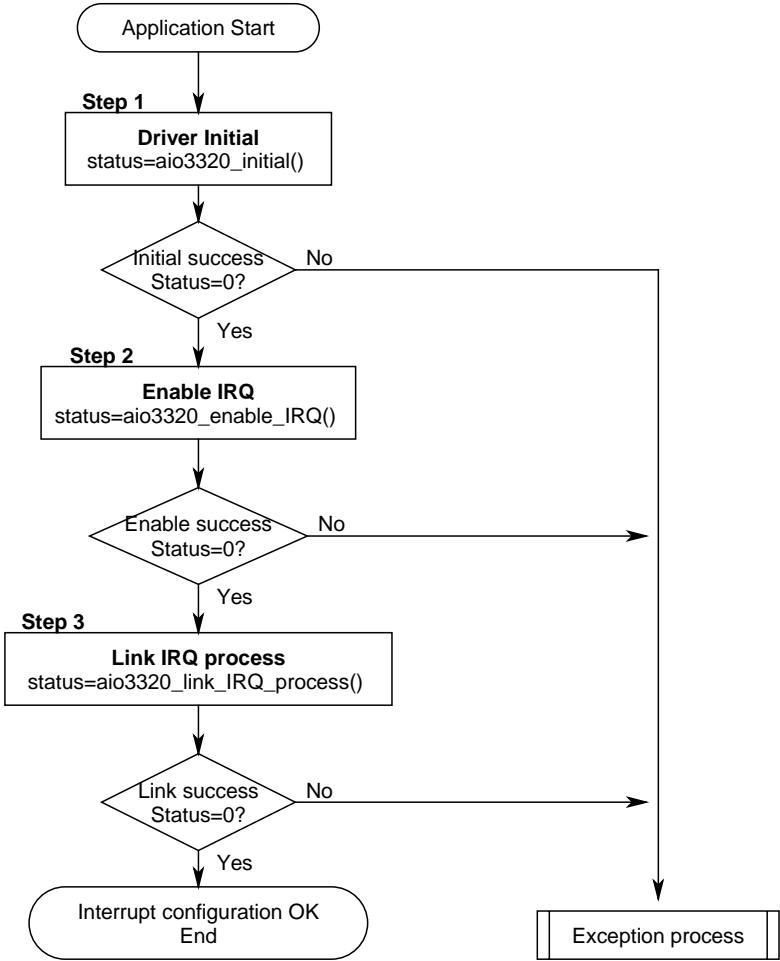 Application Start
Step 1
Driver Initial
status=aio3320_initial()
Initial success
Status=0?
No
Yes
Step 2
Enable IRQ
status=aio3320_enable_IRQ()
Enable success
Status=0?
No
Yes
Step 3
Link IRQ process
status=aio3320_link_IRQ_process()
Link success
Status=0?
No
Yes
Interrupt configuration OK
End
Exception process